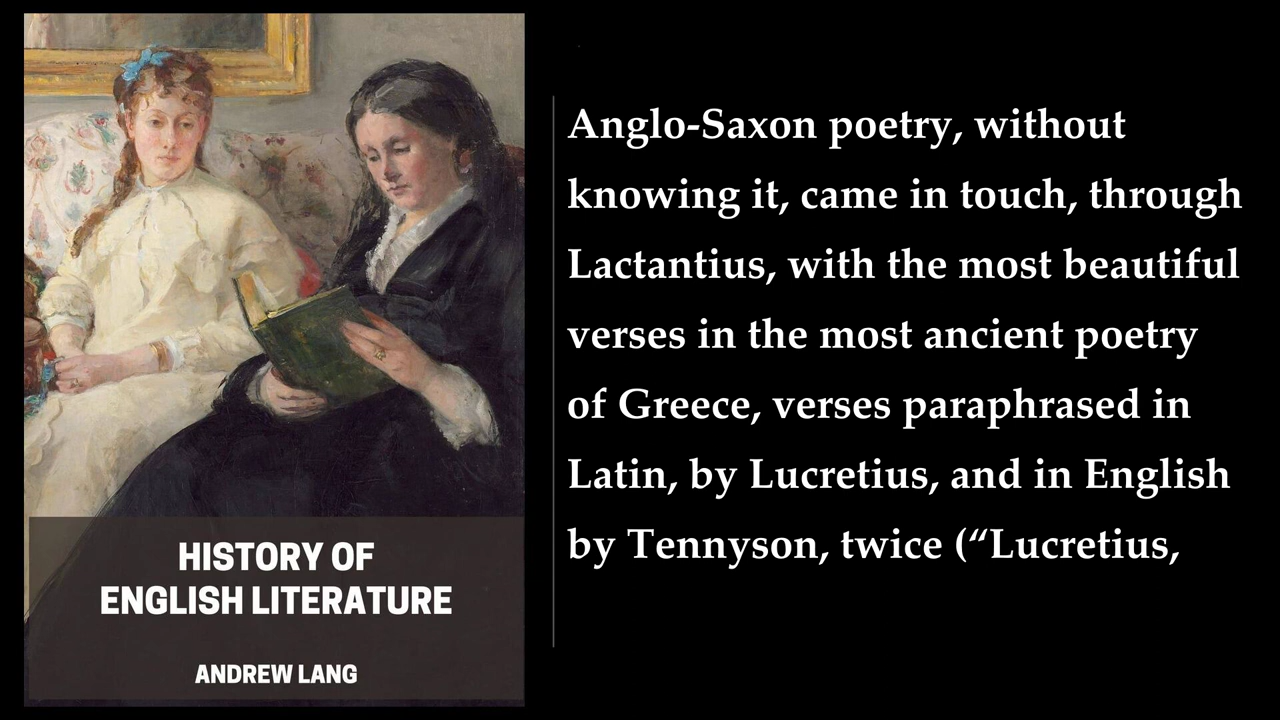 HISTORY OF
ENGLISH LITERATURE
ANDREW LANG
Anglo-Saxon poetry, without
knowing it, came in touch, through
Lactantius, with the most beautiful
verses in the most ancient poetry
of Greece, verses paraphrased in
Latin, by Lucretius, and in English
by Tennyson, twice (“Lucretius,